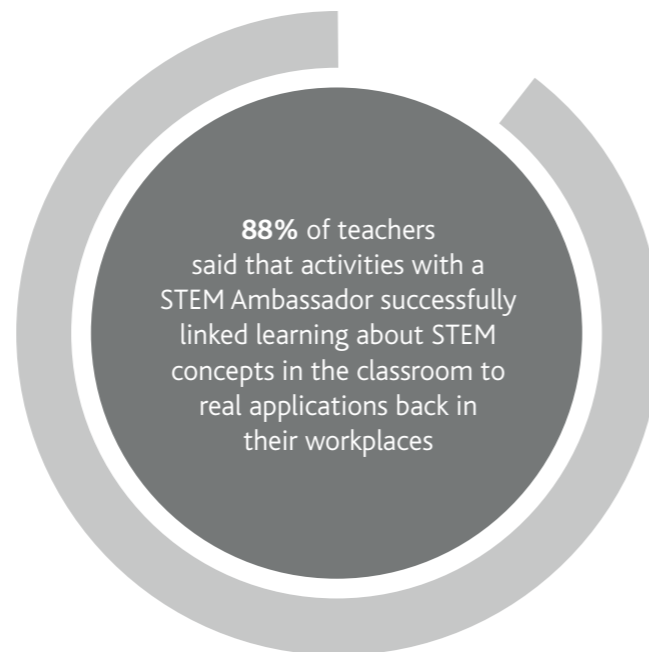 88% of teachers
said that activities with a
STEM Ambassador successfully
linked learning about STEM
concepts in the classroom to
real applications back in
their workplaces